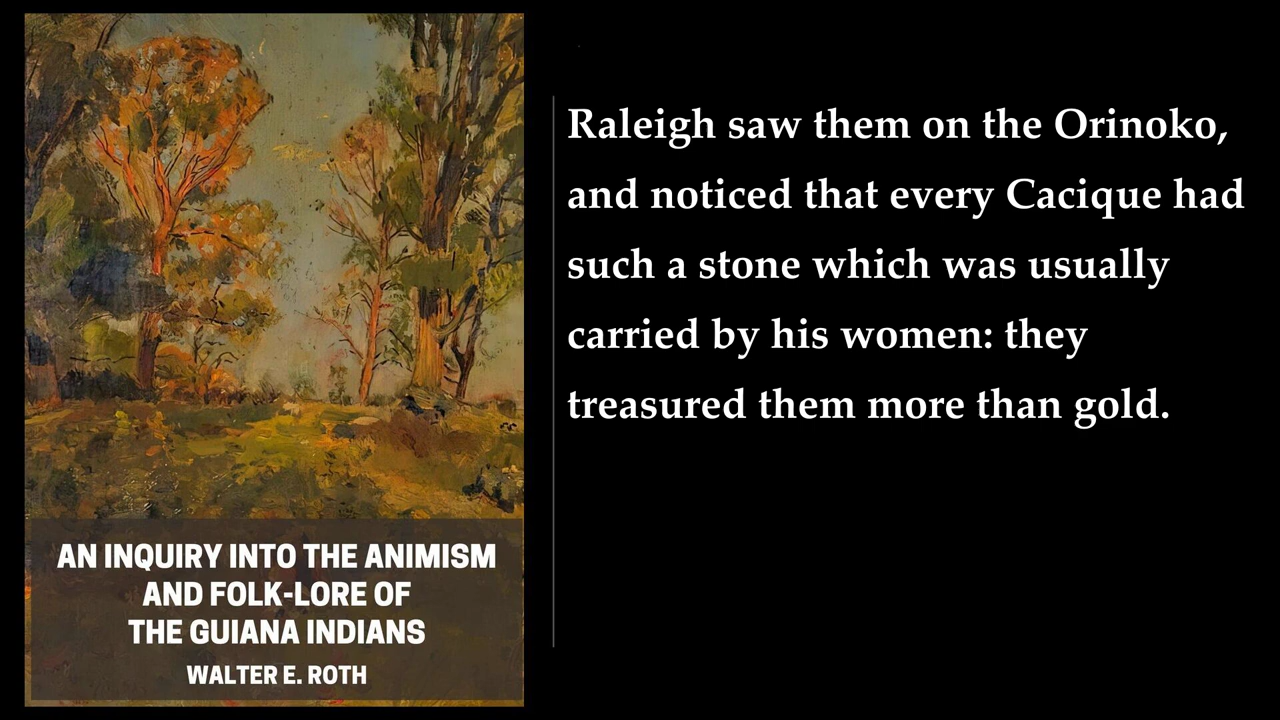 Raleigh saw them on the Orinoko,
and noticed that every Cacique had
such a stone which was usually
carried by his women: they
treasured them more than gold.
AN INQUIRY INTO THE ANIMISM
AND FOLK-LORE OF
THE GUIANA INDIANS
WALTER E. ROTH